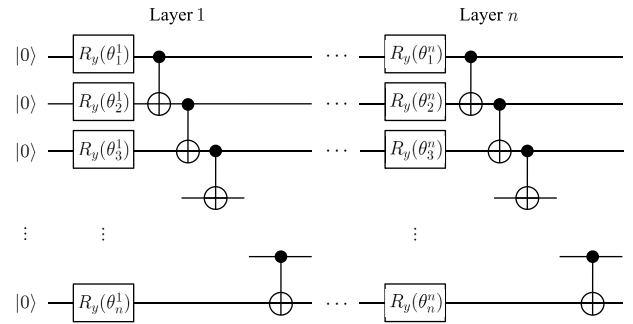 Layer 1 Layer n
|0⟩ R_y(θ_1^1) ··· R_y(θ_1^n)
|0⟩ R_y(θ_2^1) ··· R_y(θ_2^n)
|0⟩ R_y(θ_3^1) ··· R_y(θ_3^n)
⋮ ⋮ ⋮
|0⟩ R_y(θ_n^1) ··· R_y(θ_n^n)